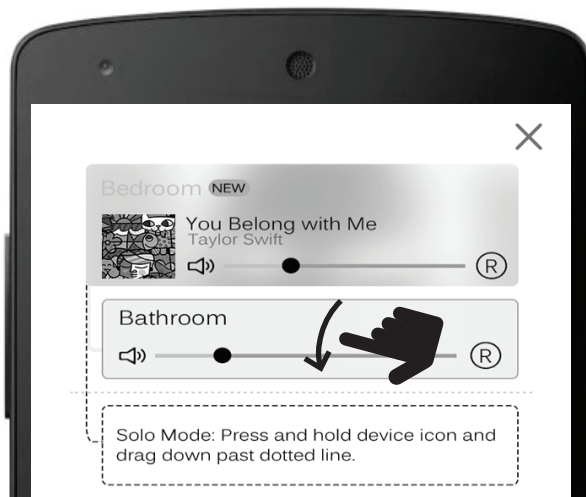 Bedroom NEW
You Belong with Me
Taylor Swift
R
Bathroom
R
Solo Mode: Press and hold device icon and
drag down past dotted line.